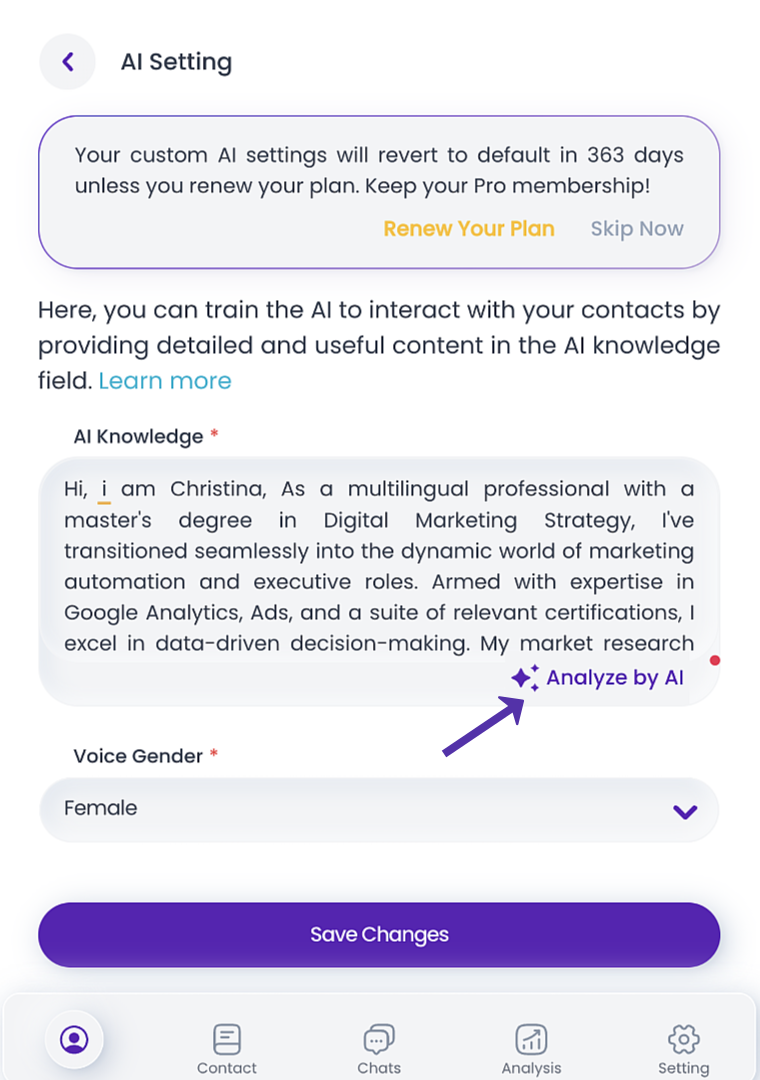 AI Setting
Your custom AI settings will revert to default in 363 days
unless you renew your plan. Keep your Pro membership!
Renew Your Plan
Skip Now
Here, you can train the AI to interact with your contacts by
providing detailed and useful content in the AI knowledge
field. Learn more
AI Knowledge *
Hi, i am Christina, As a multilingual professional with a
master's degree in Digital Marketing Strategy, I've
transitioned seamlessly into the dynamic world of marketing
automation and executive roles. Armed with expertise in
Google Analytics, Ads, and a suite of relevant certifications, I
excel in data-driven decision-making. My market research
Analyze by AI
Voice Gender *
Female
Save Changes
Contact
Chats
Analysis
Setting